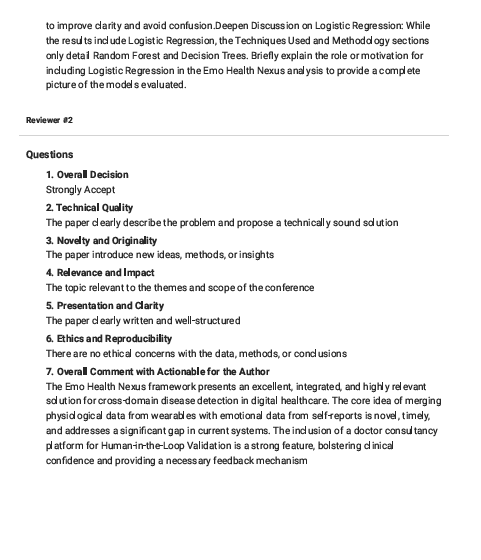 to improve clarity and avoid confusion.Deepen Discussion on Logistic Regression: While
the results include Logistic Regression, the Techniques Used and Methodology sections
only detail Random Forest and Decision Trees. Briefly explain the role or motivation for
including Logistic Regression in the Emo Health Nexus analysis to provide a complete
picture of the models evaluated.
Reviewer #2
Questions
1. Overall Decision
Strongly Accept
2. Technical Quality
The paper clearly describe the problem and propose a technically sound solution
3. Novelty and Originality
The paper introduce new ideas, methods, or insights
4. Relevance and Impact
The topic relevant to the themes and scope of the conference
5. Presentation and Clarity
The paper clearly written and well-structured
6. Ethics and Reproducibility
There are no ethical concerns with the data, methods, or conclusions
7. Overall Comment with Actionable for the Author
The Emo Health Nexus framework presents an excellent, integrated, and highly relevant
solution for cross-domain disease detection in digital healthcare. The core idea of merging
physiological data from wearables with emotional data from self-reports is novel, timely,
and addresses a significant gap in current systems. The inclusion of a doctor consultancy
platform for Human-in-the-Loop Validation is a strong feature, bolstering clinical
confidence and providing a necessary feedback mechanism